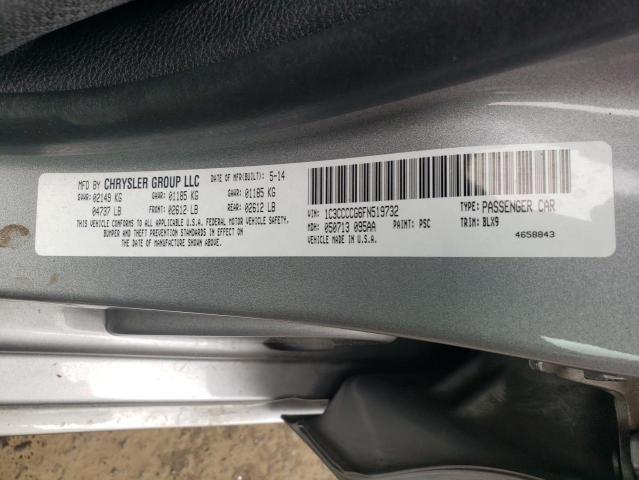 MFD BY CHRYSLER GROUP LLC DATE OF MFR(BUILT): 5-14
GVWR: 02148 KG GAWR: 01185 KG GAWR: 01185 KG
04737 LB FRONT: 02612 LB REAR: 02612 LB
THIS VEHICLE CONFORMS TO ALL APPLICABLE U.S.A. FEDERAL MOTOR VEHICLE SAFETY,
BUMPER AND THEFT PREVENTION STANDARDS IN EFFECT ON
THE DATE OF MANUFACTURE SHOWN ABOVE.
VIN: 1C3CCCCG6FN519732 TYPE: PASSENGER CAR
MDH: 050713 095AA PAINT: PSC TRIM: BLX9
VEHICLE MADE IN U.S.A. 4658843